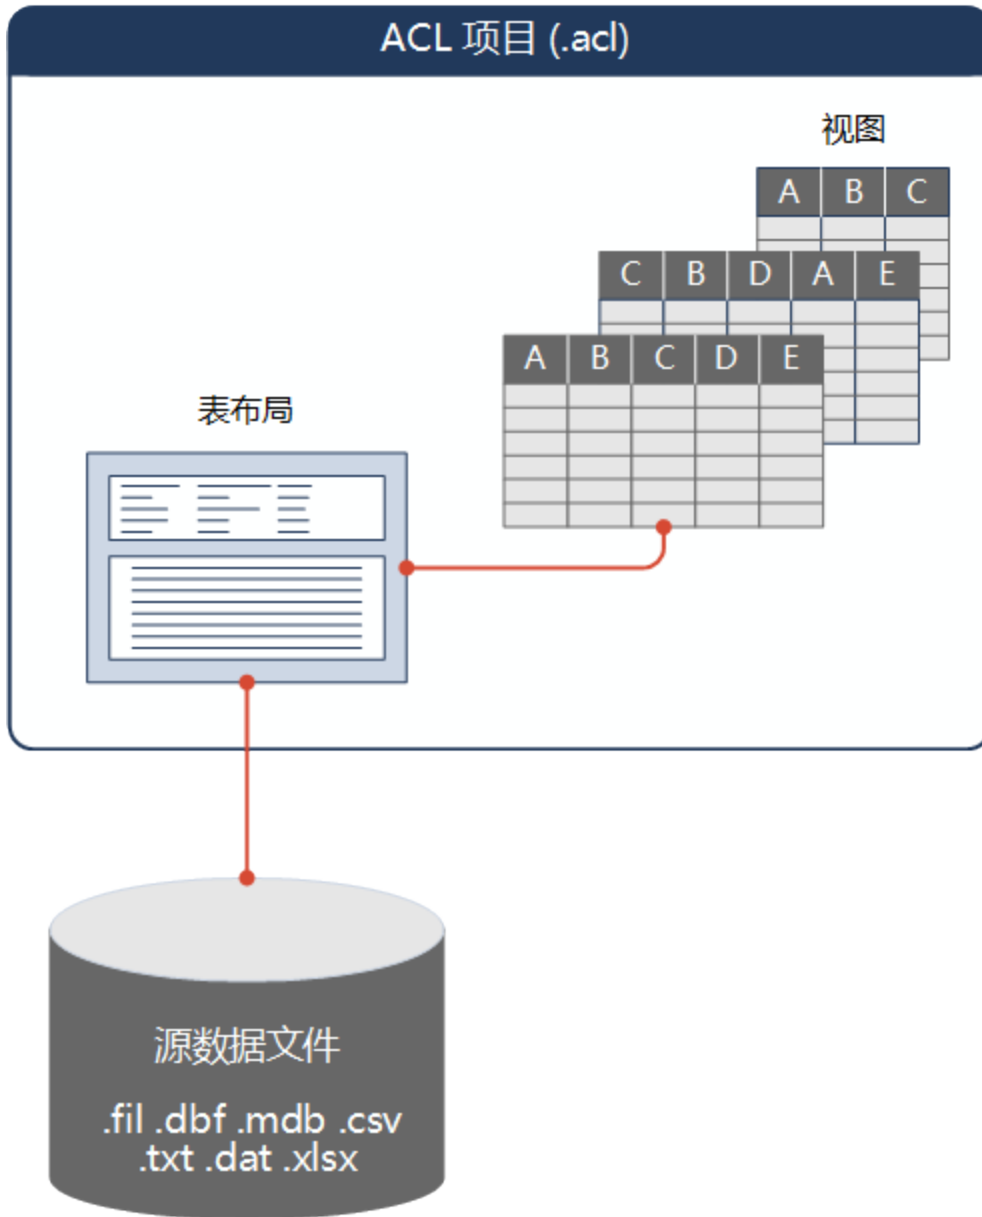 ACL 项目 (.acl)
视图
A B C
C B D A E
A B C D E
表布局
源数据文件
.fil .dbf .mdb .csv
.txt .dat .xlsx